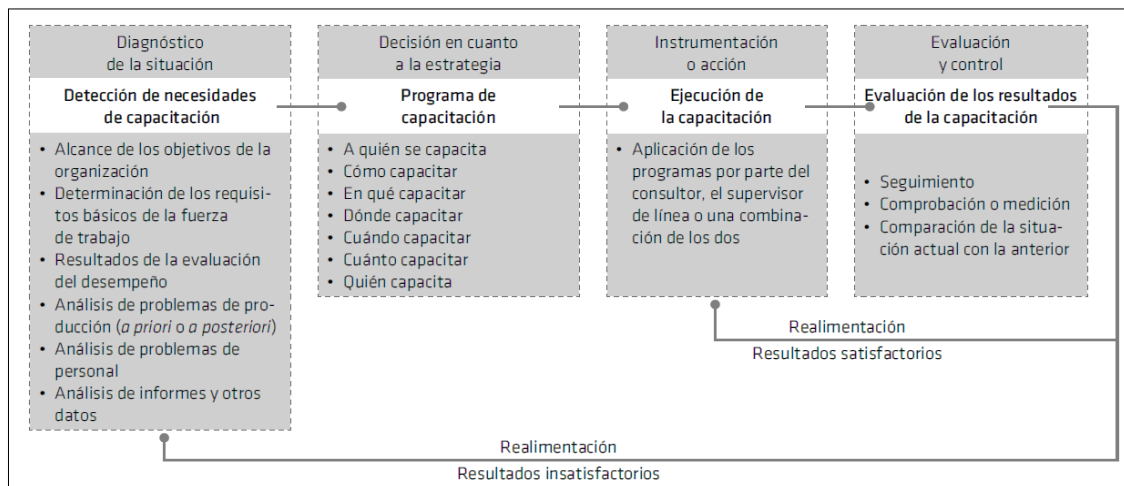 Diagnóstico
de la situación
Detección de necesidades
de capacitación
• Alcance de los objetivos de la
organización
• Determinación de los requisi-
tos básicos de la fuerza
de trabajo
• Resultados de la evaluación
del desempeño
• Análisis de problemas de pro-
ducción (a priori o a posteriori)
• Análisis de problemas de
personal
• Análisis de informes y otros
datos
Decisión en cuanto
a la estrategia
Programa de
capacitación
• A quién se capacita
• Cómo capacitar
• En qué capacitar
• Dónde capacitar
• Cuándo capacitar
• Cuánto capacitar
• Quién capacita
Instrumentación
o acción
Ejecución de
la capacitación
• Aplicación de los
programas por parte del
consultor, el supervisor
de línea o una combina-
ción de los dos
Evaluación
y control
Evaluación de los resultados
de la capacitación
• Seguimiento
• Comprobación o medición
• Comparación de la situa-
ción actual con la anterior
Realimentación
Resultados satisfactorios
Realimentación
Resultados insatisfactorios